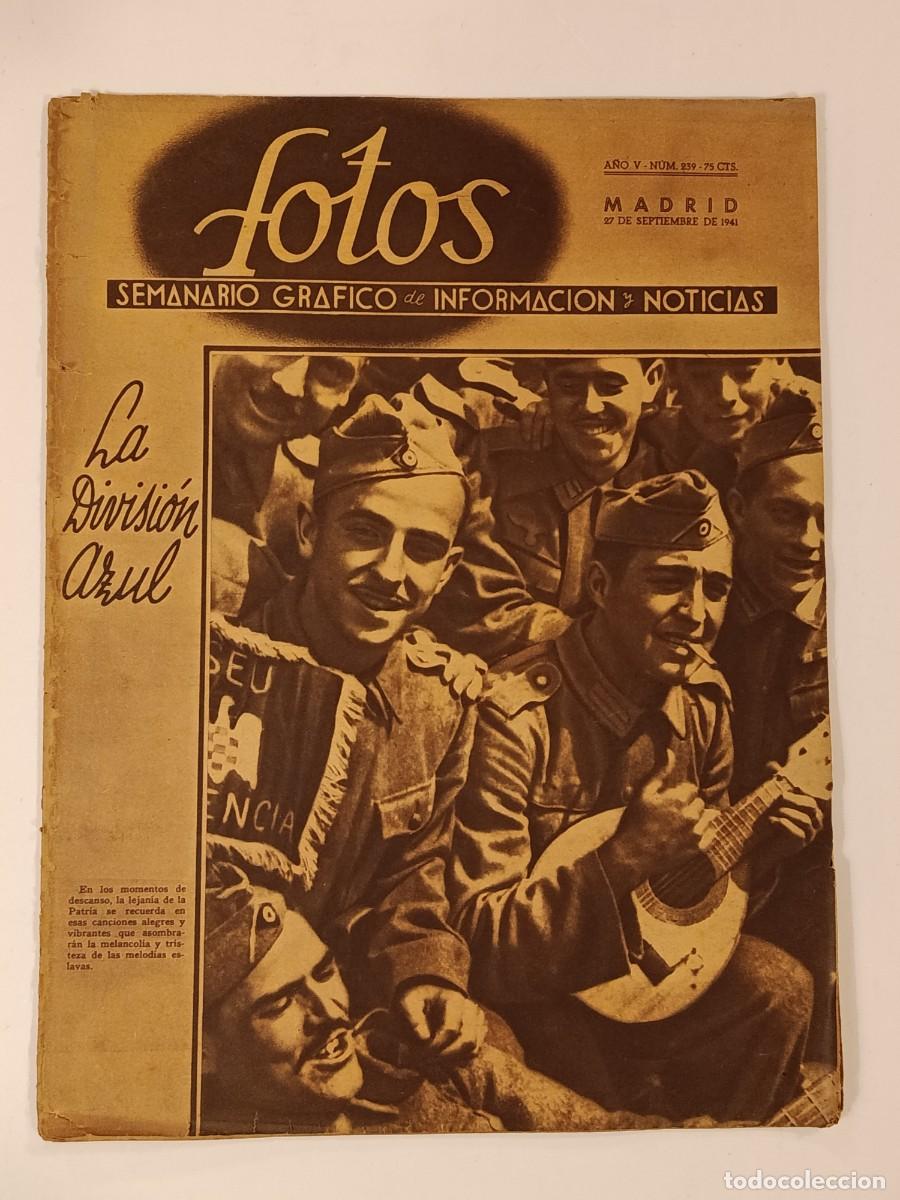 fotos
AÑO V - NÚM. 239 - 75 CTS.
MADRID
27 DE SEPTIEMBRE DE 1941
SEMANARIO GRAFICO de INFORMACION y NOTICIAS
La
División
azul
SEU
ENCIA
En los momentos de
descanso, la lejanía de la
Patria se recuerda en
esas canciones alegres y
vibrantes que asombra-
rán la melancolía y tris-
teza de las melodías es-
lavas.
todocoleccion